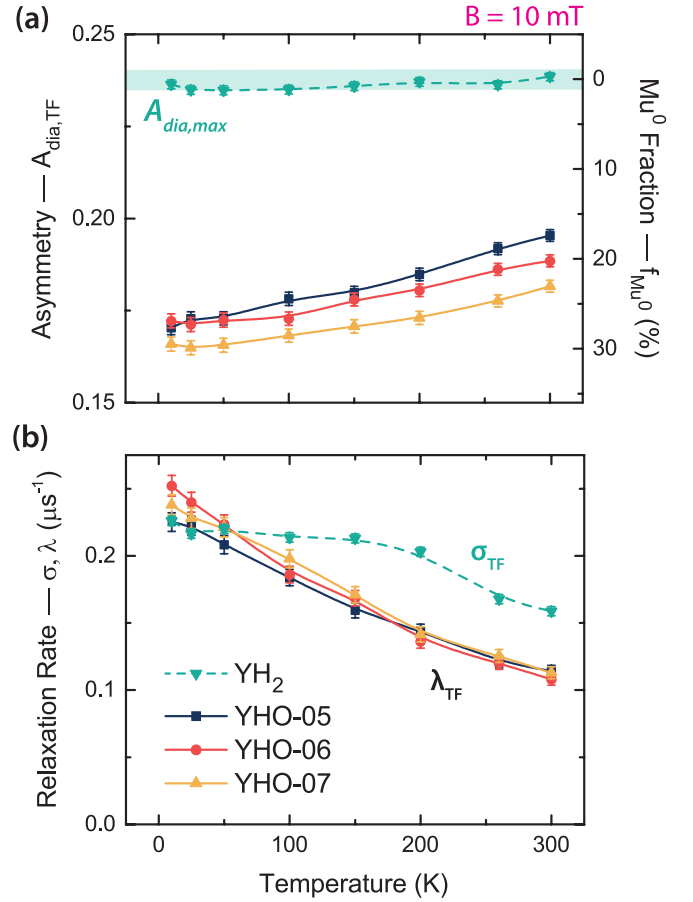 (a)
B = 10 mT
0.25
0.20
0.15
Asymmetry — A_dia,TF
A_dia,max
0
10
20
30
Mu⁰ Fraction — f_Mu⁰ (%)
(b)
0.2
0.1
0.0
Relaxation Rate — σ, λ (μs⁻¹)
σ_TF
λ_TF
YH₂
YHO-05
YHO-06
YHO-07
0 100 200 300
Temperature (K)